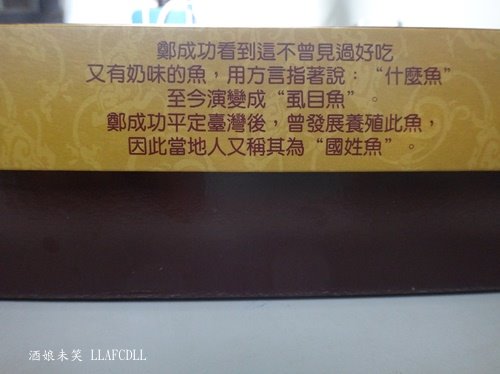 鄭成功看到這不曾見過好吃
又有奶味的魚，用方言指著說：“什麼魚”
至今演變成“虱目魚”。
鄭成功平定臺灣後，曾發展養殖此魚，
因此當地人又稱其為“國姓魚”。
酒娘未笑 LLAFCDLL